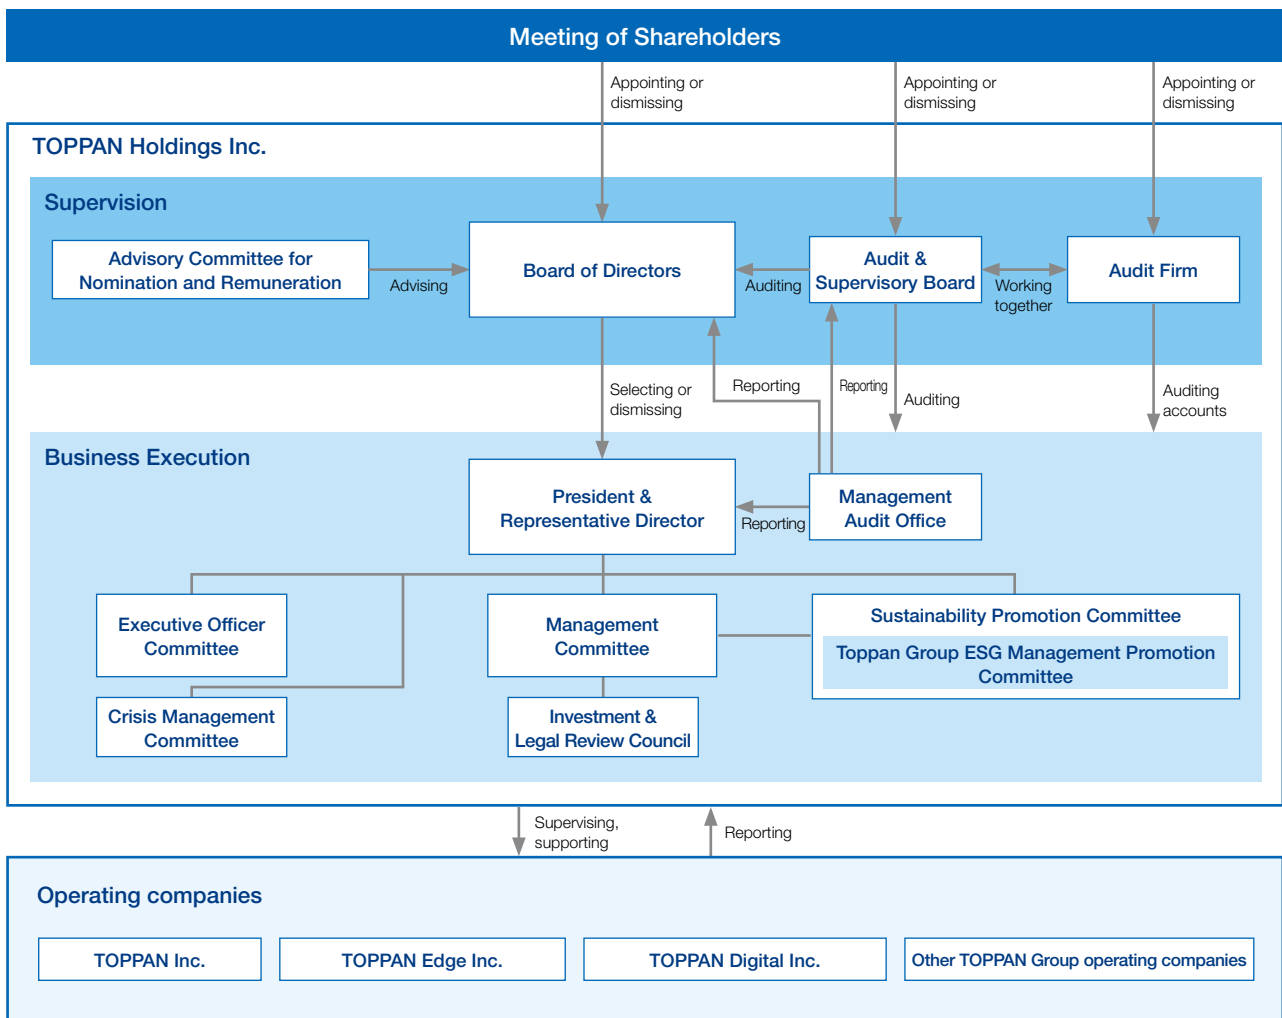 Meeting of Shareholders
Appointing or
dismissing
Appointing or
dismissing
Appointing or
dismissing
TOPPAN Holdings Inc.
Supervision
Advisory Committee for
Nomination and Remuneration
Advising
Board of Directors
Auditing
Audit &
Supervisory Board
Working
together
Audit Firm
Selecting or
dismissing
Reporting
Reporting
Auditing
Auditing
accounts
Business Execution
President &
Representative Director
Reporting
Management
Audit Office
Executive Officer
Committee
Management
Committee
Sustainability Promotion Committee
Toppan Group ESG Management Promotion
Committee
Crisis Management
Committee
Investment &
Legal Review Council
Supervising,
supporting
Reporting
Operating companies
TOPPAN Inc.
TOPPAN Edge Inc.
TOPPAN Digital Inc.
Other TOPPAN Group operating companies